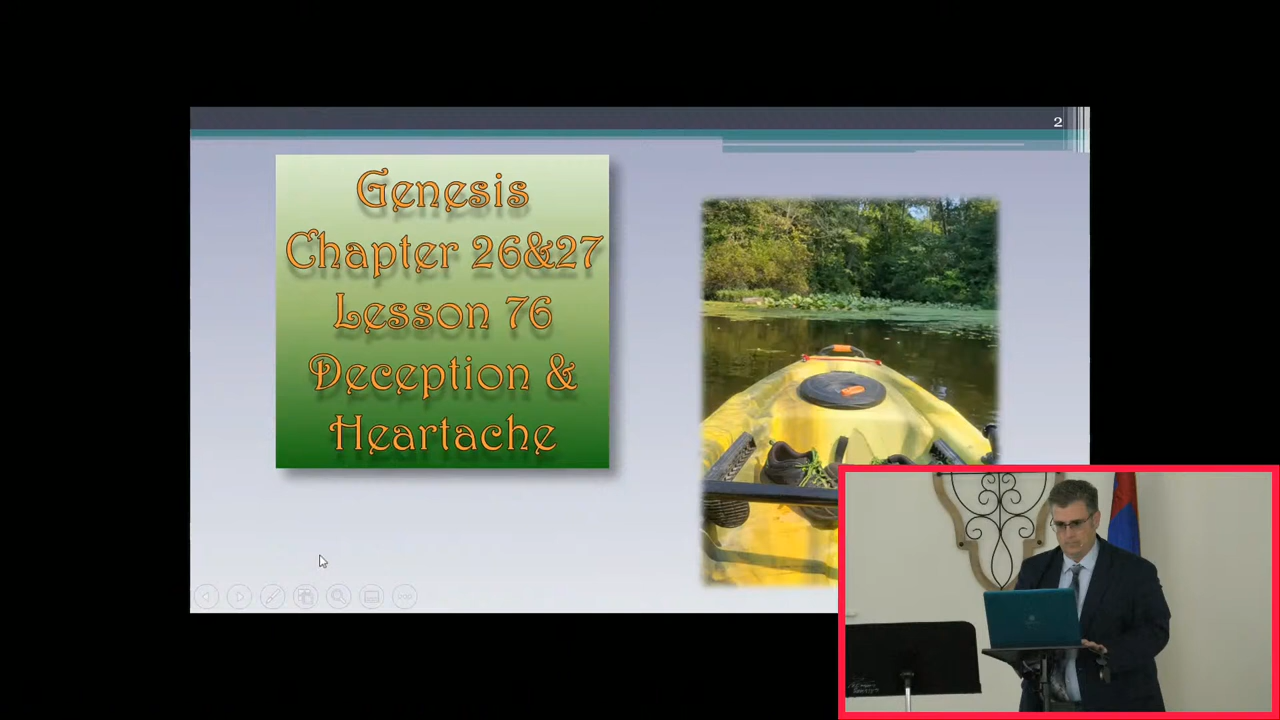 2
Genesis
Chapter 26&27
Lesson 76
Deception &
Heartache